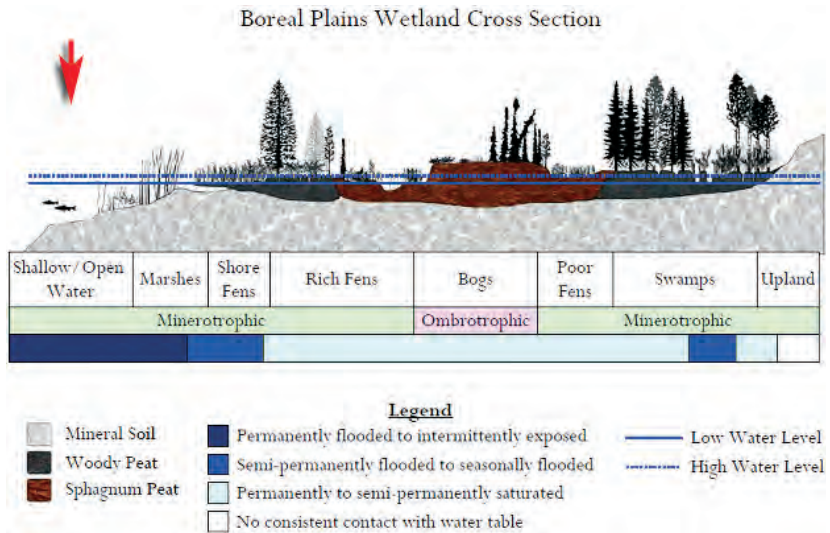 Boreal Plains Wetland Cross Section
Shallow/Open Water
Marshes
Shore Fens
Rich Fens
Bogs
Poor Fens
Swamps
Upland
Minerotrophic
Ombrotrophic
Minerotrophic
Legend
Mineral Soil
Woody Peat
Sphagnum Peat
Permanently flooded to intermittently exposed
Semi-permanently flooded to seasonally flooded
Permanently to semi-permanently saturated
No consistent contact with water table
Low Water Level
High Water Level